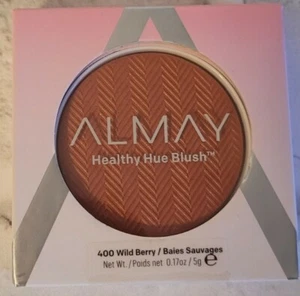 ALMAY
Healthy Hue Blush™
400 Wild Berry / Baies Sauvages
Net Wt. / Poids net 0.17oz / 5g ℮